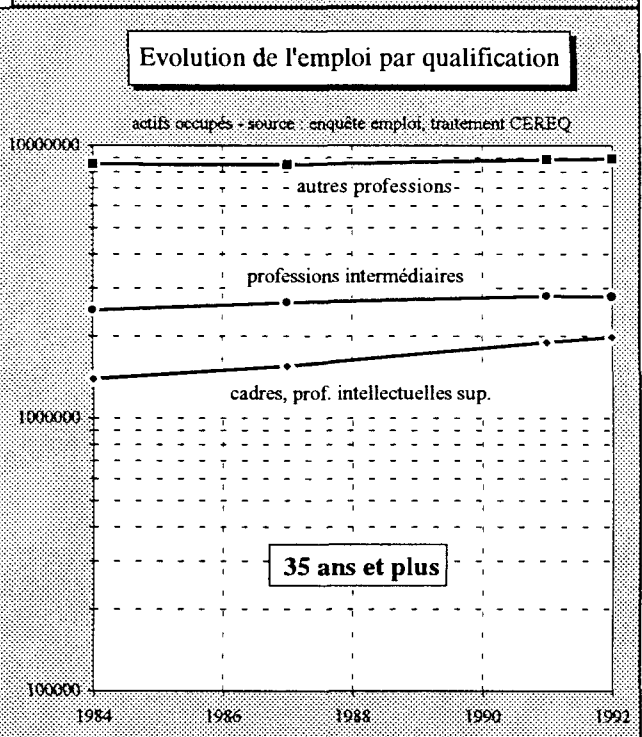 Evolution de l'emploi par qualification
actifs occupés - source : enquête emploi, traitement CEREQ
10000000
autres professions
professions intermédiaires
cadres, prof. intellectuelles sup.
1000000
35 ans et plus
100000
1984 1986 1988 1990 1992